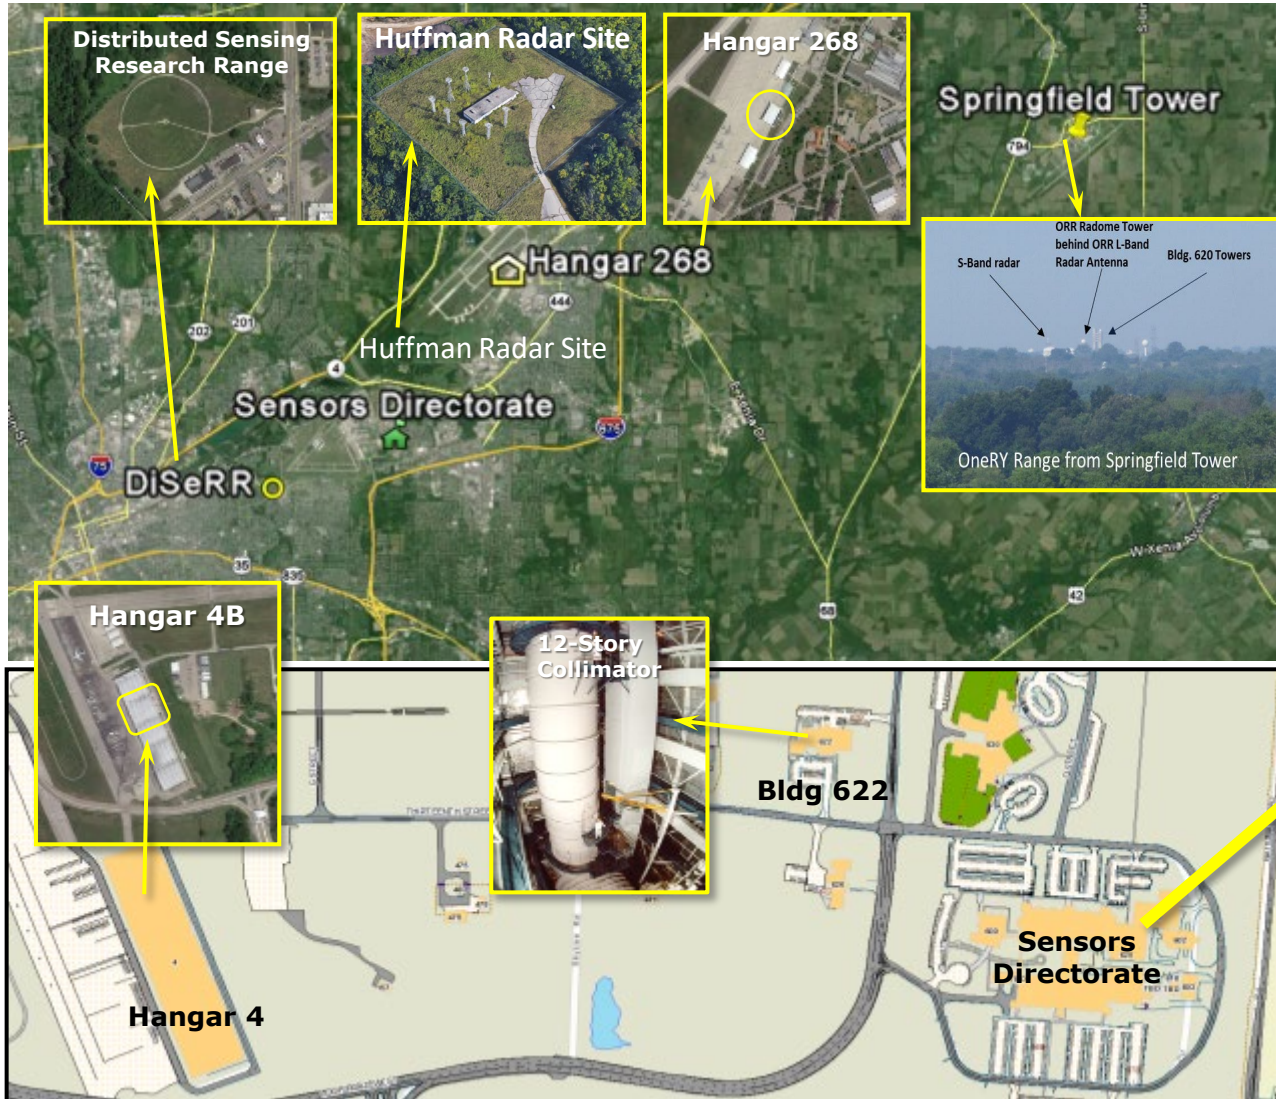 Distributed Sensing
Research Range
Huffman Radar Site
Hangar 268
Springfield Tower
794
ORR Radome Tower
behind ORR L-Band
Radar Antenna
S-Band radar
Bldg. 620 Towers
OneRY Range from Springfield Tower
Hangar 268
444
202
201
Huffman Radar Site
4
Sensors Directorate
675
75
DiSeRR
W Xenia
35
835
68
42
Hangar 4B
12-Story
Collimator
Bldg 622
THIRTEENTH STREET
4
Hangar 4
Sensors
Directorate